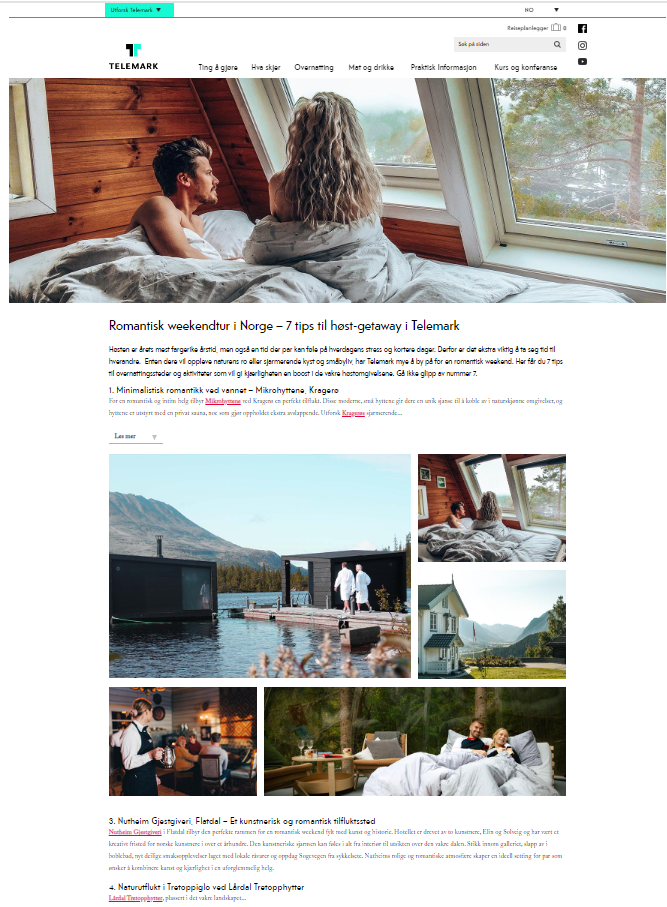 Utforsk Telemark
NO
Reiseplanlegger 0
Søk på siden
TELEMARK
Ting å gjøre Hva skjer Overnatting Mat og drikke Praktisk Informasjon Kurs og konferanse
Romantisk weekendtur i Norge – 7 tips til høst-getaway i Telemark
Høsten er årets mest fargerike årstid, men også en tid der par kan føle på hverdagens stress og kortere dager. Derfor er det ekstra viktig å ta seg tid til
hverandre. Enten dere vil oppleve naturens ro eller sjarmerende kyst og småbyliv, har Telemark mye å by på for en romantisk weekend. Her får du 7 tips
til overnattingssteder og aktiviteter som vil gi kjærligheten en boost i de vakre høstomgivelsene. Gå ikke glipp av nummer 7.
1. Minimalistisk romantikk ved vannet – Mikrohyttene, Kragerø
For en romantisk og intim helg tilbyr Mikrohyttene ved Kragerø en perfekt tilflukt. Disse moderne, små hyttene gir dere en unik sjanse til å koble av i naturskjønne omgivelser, og
hyttene er utstyrt med en privat sauna, noe som gjør oppholdet ekstra avslappende. Utforsk Kragerøs sjarmerende...
Les mer
3. Nutheim Gjestgiveri, Flatdal – Et kunstnerisk og romantisk tilfluktssted
Nutheim Gjestgiveri i Flatdal tilbyr den perfekte rammen for en romantisk weekend fylt med kunst og historie. Hotellet er drevet av to kunstnere, Elin og Solveig og har vært et
kreativt fristed for norske kunstnere i over et århundre. Den kunstneriske sjarmen kan føles i alt fra interiør til utsikten over den vakre dalen. Stikk innom galleriet, slapp av i
boblebad, nyt deilige smaksopplevelser laget med lokale råvarer og oppdag Sogevegen fra sykkelsete. Nutheims rolige og romantiske atmosfære skaper en ideell setting for par som
ønsker å kombinere kunst og kjærlighet i en uforglemmelig helg.
4. Naturutflukt i Tretoppiglo ved Lårdal Tretopphytter
Lårdal Tretopphytter, plassert i det vakre landskapet...